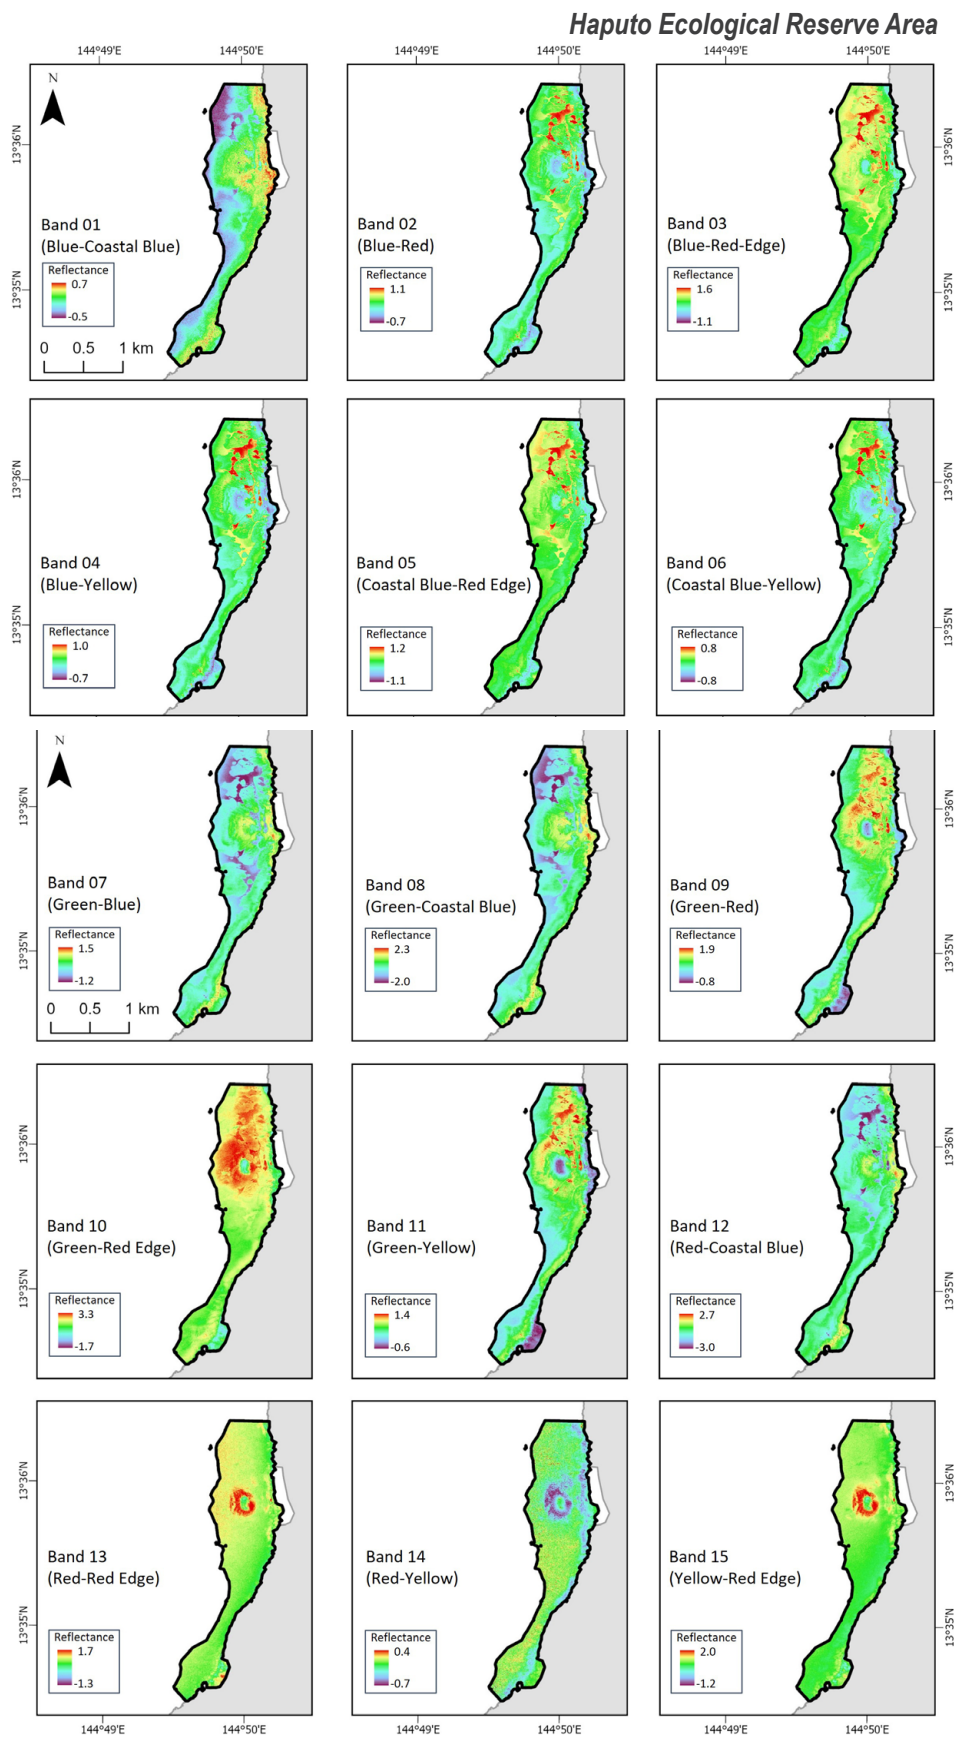 Haputo Ecological Reserve Area
144°49'E 144°50'E 144°49'E 144°50'E 144°49'E 144°50'E
N
13°36'N
13°36'N
Band 01
(Blue-Coastal Blue)
Band 02
(Blue-Red)
Band 03
(Blue-Red-Edge)
Reflectance
0.7
-0.5
Reflectance
1.1
-0.7
Reflectance
1.6
-1.1
13°35'N
13°35'N
0 0.5 1 km
13°36'N
13°36'N
Band 04
(Blue-Yellow)
Band 05
(Coastal Blue-Red Edge)
Band 06
(Coastal Blue-Yellow)
13°35'N
13°35'N
Reflectance
1.0
-0.7
Reflectance
1.2
-1.1
Reflectance
0.8
-0.8
N
13°36'N
13°36'N
Band 07
(Green-Blue)
Band 08
(Green-Coastal Blue)
Band 09
(Green-Red)
13°35'N
13°35'N
Reflectance
1.5
-1.2
Reflectance
2.3
-2.0
Reflectance
1.9
-0.8
0 0.5 1 km
13°36'N
13°36'N
Band 10
(Green-Red Edge)
Band 11
(Green-Yellow)
Band 12
(Red-Coastal Blue)
13°35'N
13°35'N
Reflectance
3.3
-1.7
Reflectance
1.4
-0.6
Reflectance
2.7
-3.0
13°36'N
13°36'N
Band 13
(Red-Red Edge)
Band 14
(Red-Yellow)
Band 15
(Yellow-Red Edge)
13°35'N
13°35'N
Reflectance
1.7
-1.3
Reflectance
0.4
-0.7
Reflectance
2.0
-1.2
144°49'E 144°50'E 144°49'E 144°50'E 144°49'E 144°50'E